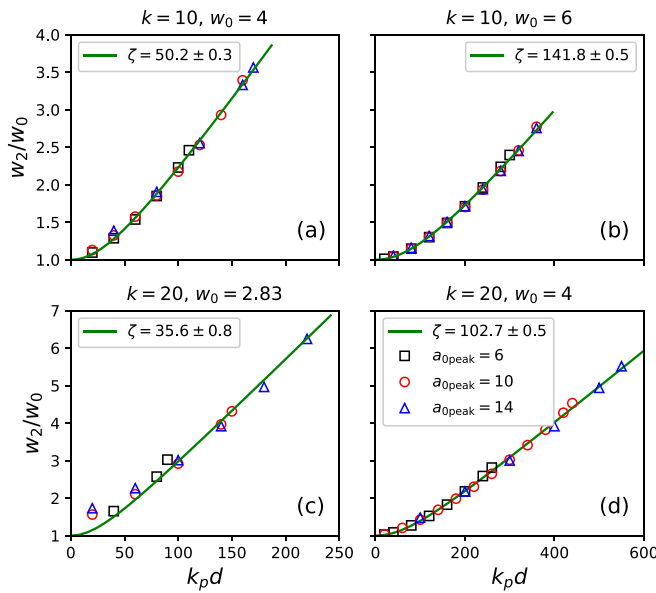 k = 10, w₀ = 4
k = 10, w₀ = 6
4.0
3.5
3.0
2.5
2.0
1.5
1.0
w₂/w₀
ζ = 50.2 ± 0.3
(a)
ζ = 141.8 ± 0.5
(b)
k = 20, w₀ = 2.83
k = 20, w₀ = 4
7
6
5
4
3
2
1
w₂/w₀
ζ = 35.6 ± 0.8
(c)
ζ = 102.7 ± 0.5
a₀peak = 6
a₀peak = 10
a₀peak = 14
(d)
0 50 100 150 200 250
0 200 400 600
kₚd
kₚd